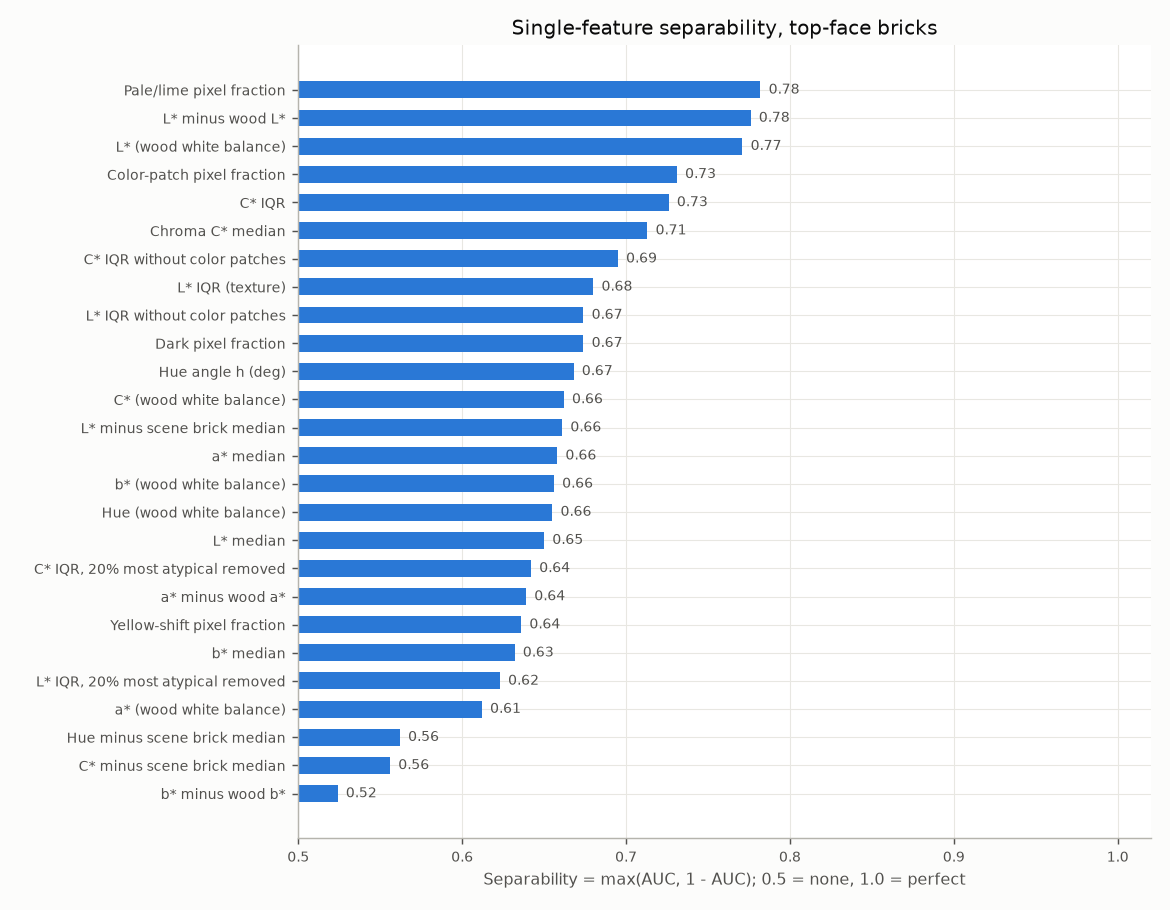 Single-feature separability, top-face bricks
Pale/lime pixel fraction 0.78
L* minus wood L* 0.78
L* (wood white balance) 0.77
Color-patch pixel fraction 0.73
C* IQR 0.73
Chroma C* median 0.71
C* IQR without color patches 0.69
L* IQR (texture) 0.68
L* IQR without color patches 0.67
Dark pixel fraction 0.67
Hue angle h (deg) 0.67
C* (wood white balance) 0.66
L* minus scene brick median 0.66
a* median 0.66
b* (wood white balance) 0.66
Hue (wood white balance) 0.66
L* median 0.65
C* IQR, 20% most atypical removed 0.64
a* minus wood a* 0.64
Yellow-shift pixel fraction 0.64
b* median 0.63
L* IQR, 20% most atypical removed 0.62
a* (wood white balance) 0.61
Hue minus scene brick median 0.56
C* minus scene brick median 0.56
b* minus wood b* 0.52
0.5 0.6 0.7 0.8 0.9 1.0
Separability = max(AUC, 1 - AUC); 0.5 = none, 1.0 = perfect